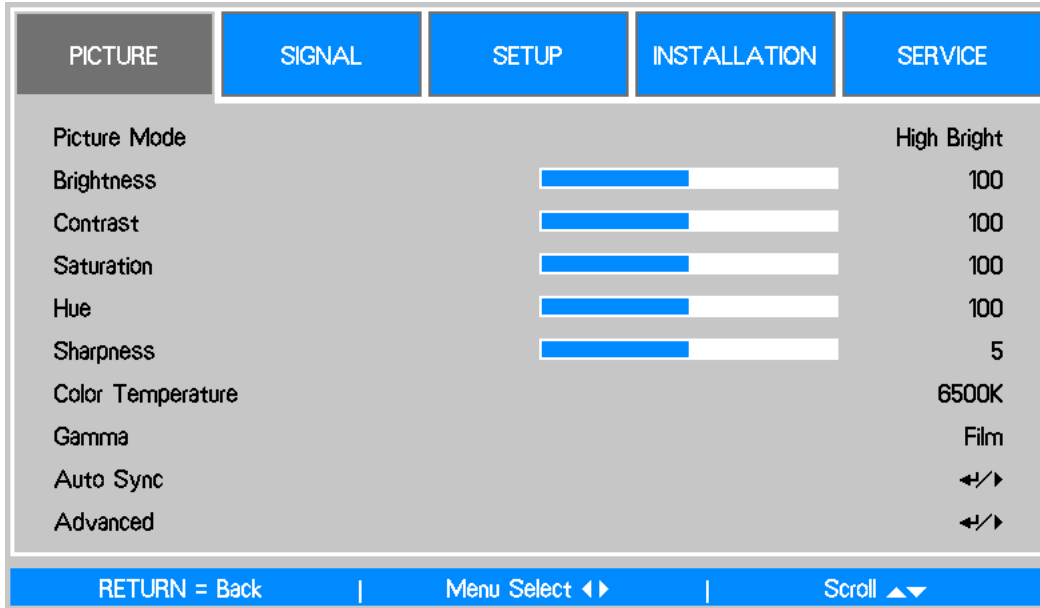 PICTURE SIGNAL SETUP INSTALLATION SERVICE
Picture Mode High Bright
Brightness 100
Contrast 100
Saturation 100
Hue 100
Sharpness 5
Color Temperature 6500K
Gamma Film
Auto Sync ↵/▶
Advanced ↵/▶
RETURN = Back | Menu Select ◀▶ | Scroll ▲▼